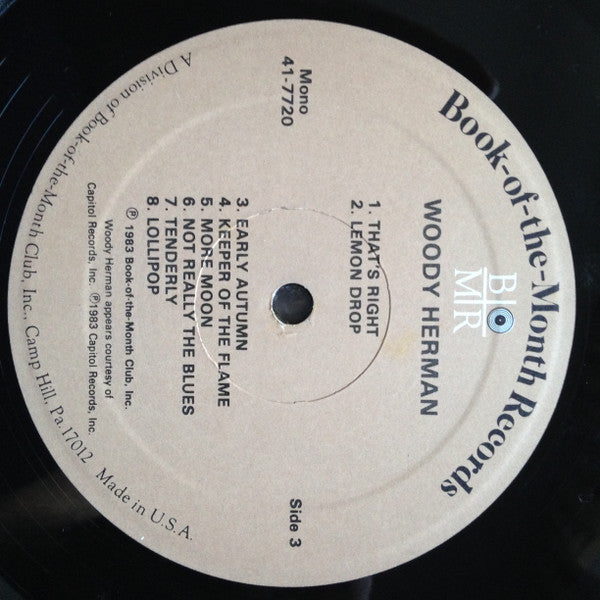 Book-of-the-Month Records
B O
M R
WOODY HERMAN
Mono
41-7720
Side 3
1. THAT'S RIGHT
2. LEMON DROP
3. EARLY AUTUMN
4. KEEPER OF THE FLAME
5. MORE MOON
6. NOT REALLY THE BLUES
7. TENDERLY
8. LOLLIPOP
℗ 1983 Book-of-the-Month Club, Inc.
Woody Herman appears courtesy of
Capitol Records, Inc. ℗1983 Capitol Records, Inc.
A Division of Book-of-the-Month Club, Inc., Camp Hill, Pa.17012 Made in U.S.A.